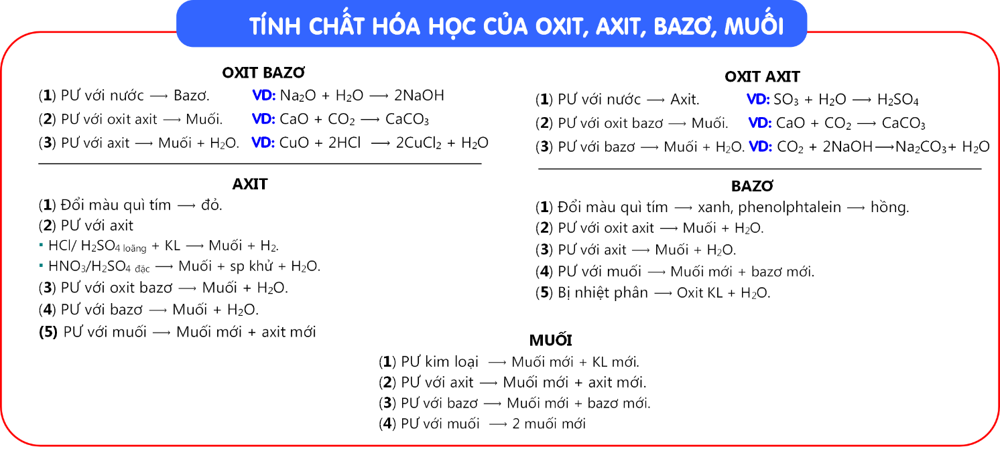 TÍNH CHẤT HÓA HỌC CỦA OXIT, AXIT, BAZƠ, MUỐI
OXIT BAZƠ
(1) PƯ với nước ⟶ Bazơ. VD: Na₂O + H₂O ⟶ 2NaOH
(2) PƯ với oxit axit ⟶ Muối. VD: CaO + CO₂ ⟶ CaCO₃
(3) PƯ với axit ⟶ Muối + H₂O. VD: CuO + 2HCl ⟶ 2CuCl₂ + H₂O
OXIT AXIT
(1) PƯ với nước ⟶ Axit. VD: SO₃ + H₂O ⟶ H₂SO₄
(2) PƯ với oxit bazơ ⟶ Muối. VD: CaO + CO₂ ⟶ CaCO₃
(3) PƯ với bazơ ⟶ Muối + H₂O. VD: CO₂ + 2NaOH⟶Na₂CO₃+ H₂O
AXIT
(1) Đổi màu quì tím ⟶ đỏ.
(2) PƯ với axit
▪ HCl/ H₂SO₄ loãng + KL ⟶ Muối + H₂.
▪ HNO₃/H₂SO₄ đặc ⟶ Muối + sp khử + H₂O.
(3) PƯ với oxit bazơ ⟶ Muối + H₂O.
(4) PƯ với bazơ ⟶ Muối + H₂O.
(5) PƯ với muối ⟶ Muối mới + axit mới
BAZƠ
(1) Đổi màu quì tím ⟶ xanh, phenolphtalein ⟶ hồng.
(2) PƯ với oxit axit ⟶ Muối + H₂O.
(3) PƯ với axit ⟶ Muối + H₂O.
(4) PƯ với muối ⟶ Muối mới + bazơ mới.
(5) Bị nhiệt phân ⟶ Oxit KL + H₂O.
MUỐI
(1) PƯ kim loại ⟶ Muối mới + KL mới.
(2) PƯ với axit ⟶ Muối mới + axit mới.
(3) PƯ với bazơ ⟶ Muối mới + bazơ mới.
(4) PƯ với muối ⟶ 2 muối mới